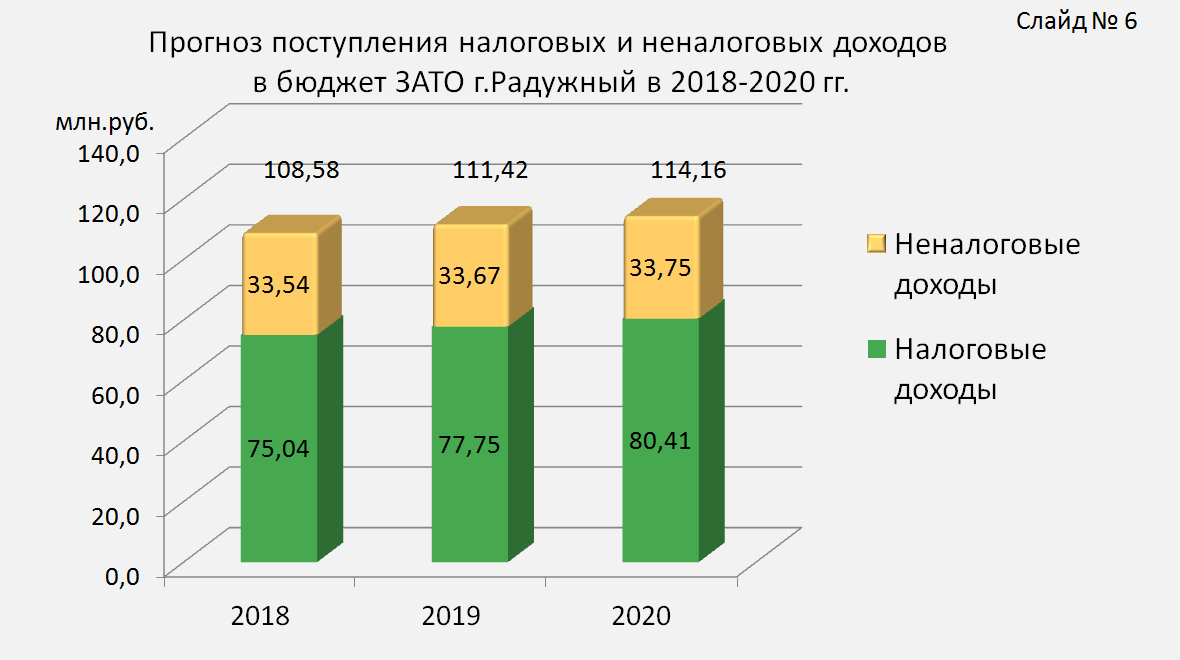 Слайд № 6
Прогноз поступления налоговых и неналоговых доходов
в бюджет ЗАТО г.Радужный в 2018-2020 гг.
млн.руб.
140,0
120,0
100,0
80,0
60,0
40,0
20,0
0,0
108,58
111,42
114,16
33,54
33,67
33,75
75,04
77,75
80,41
2018
2019
2020
Неналоговые
доходы
Налоговые
доходы